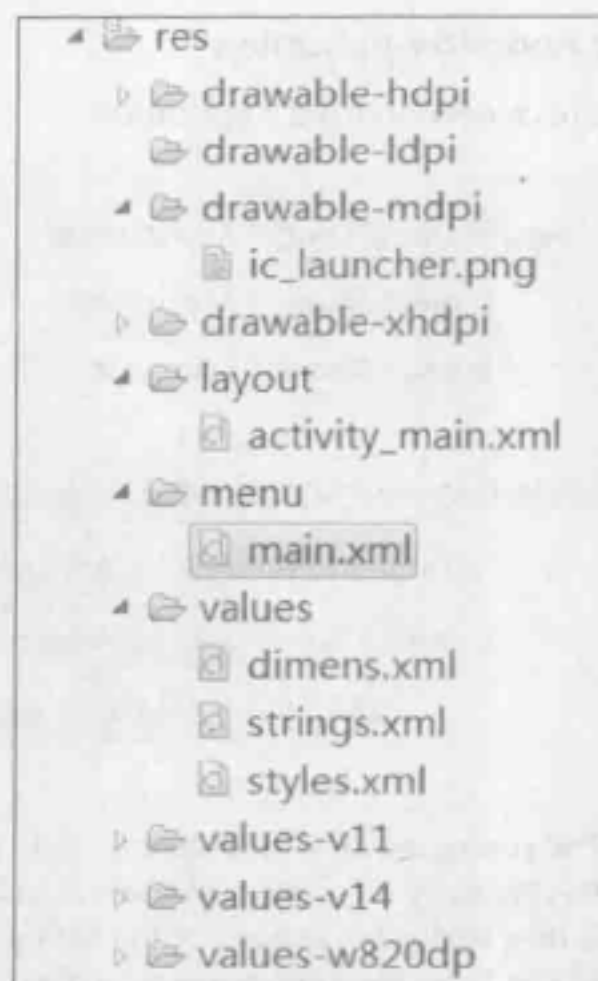 res
drawable-hdpi
drawable-ldpi
drawable-mdpi
ic_launcher.png
drawable-xhdpi
layout
activity_main.xml
menu
main.xml
values
dimens.xml
strings.xml
styles.xml
values-v11
values-v14
values-w820dp